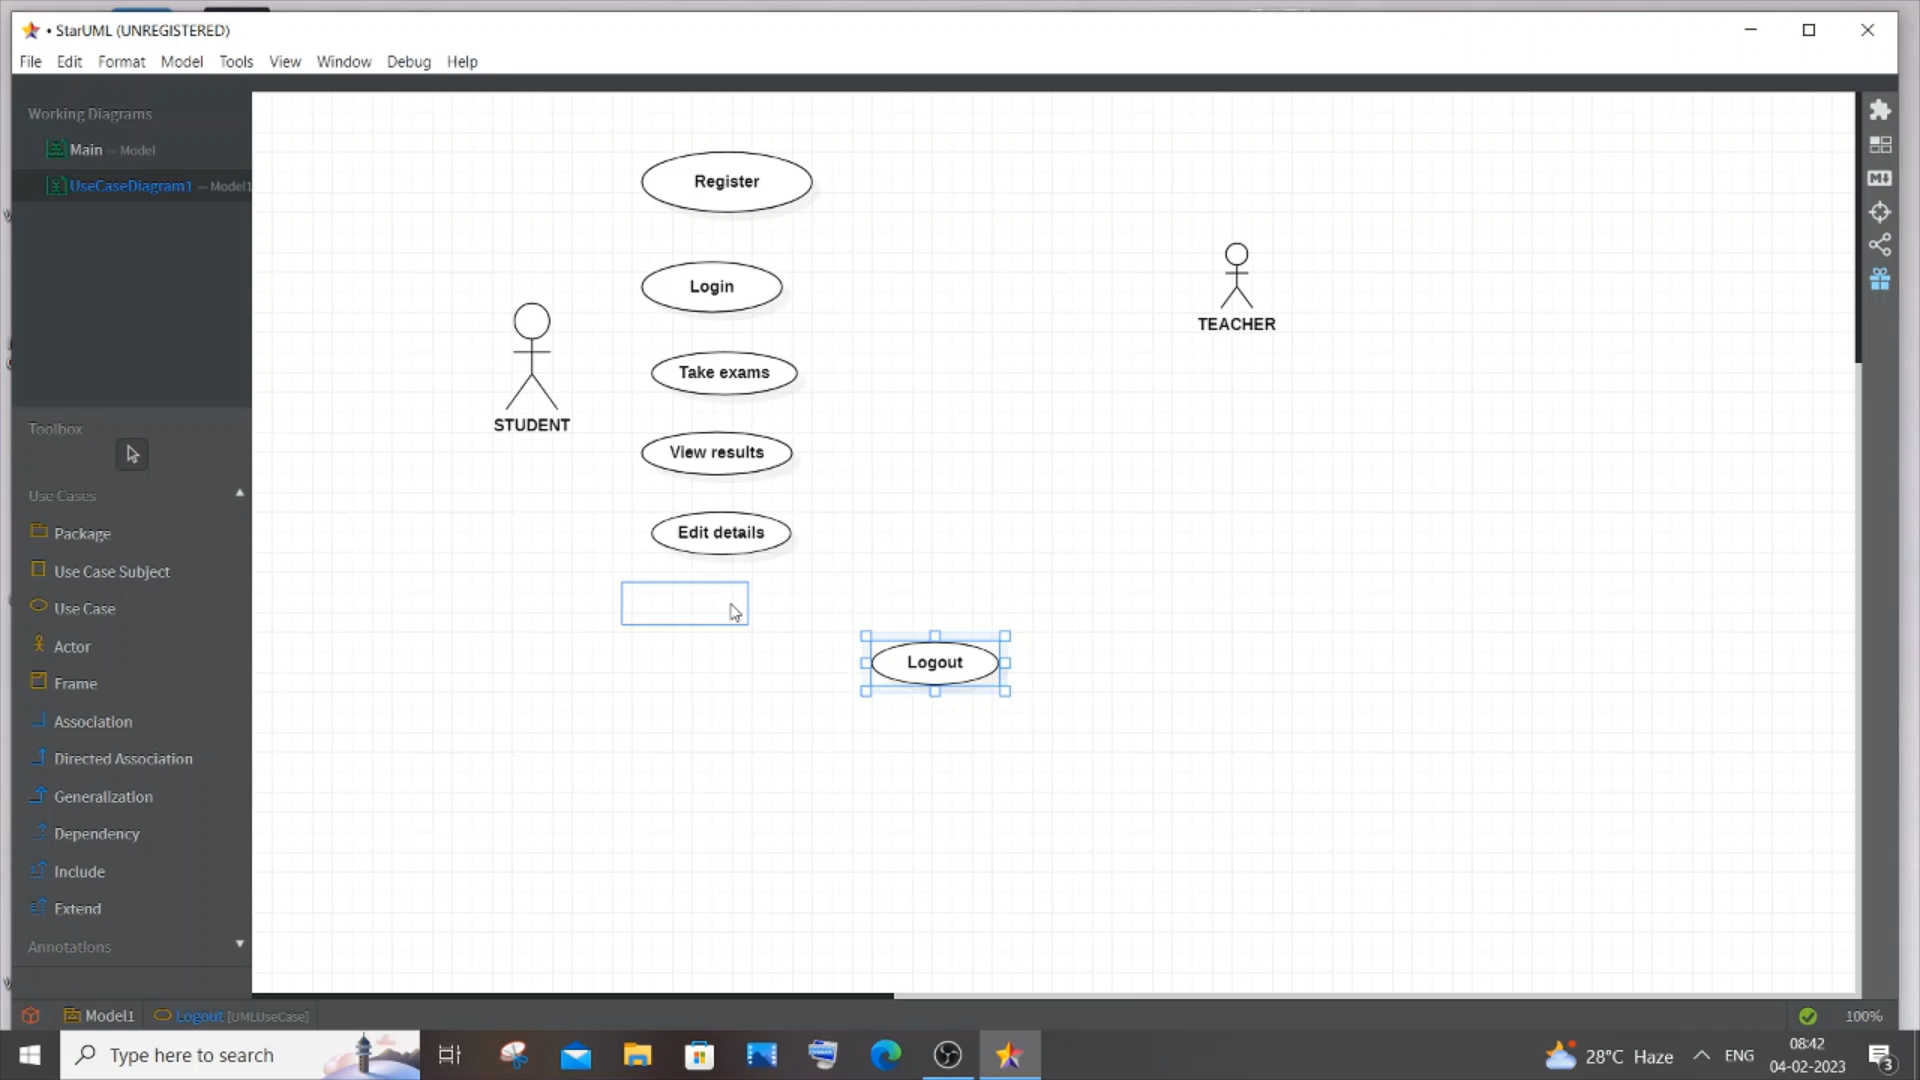 • StarUML (UNREGISTERED)
File Edit Format Model Tools View Window Debug Help
Working Diagrams
Main — Model
UseCaseDiagram1 — Model1
Toolbox
Use Cases
Package
Use Case Subject
Use Case
Actor
Frame
Association
Directed Association
Generalization
Dependency
Include
Extend
Annotations
Register
Login
Take exams
View results
Edit details
Logout
STUDENT
TEACHER
M
Model1 Logout [UMLUseCase]
100%
Type here to search
28°C Haze
ENG
08:42
04-02-2023
3